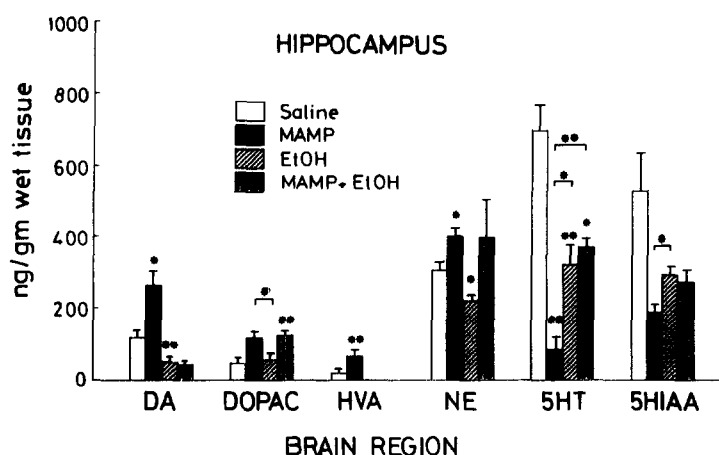 1000
800
600
400
200
0
ng/gm wet tissue
HIPPOCAMPUS
Saline
MAMP
EtOH
MAMP+EtOH
DA
DOPAC
HVA
NE
5HT
5HIAA
BRAIN REGION